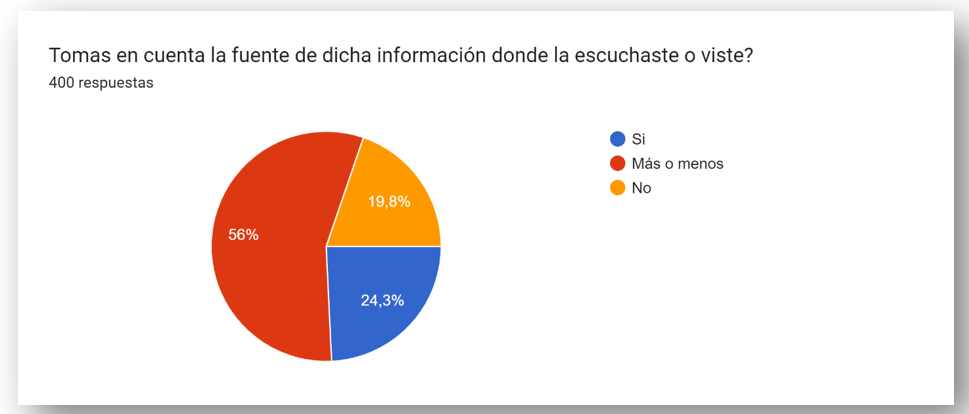 Tomas en cuenta la fuente de dicha información donde la escuchaste o viste?
400 respuestas
Si
Más o menos
No
19,8%
56%
24,3%